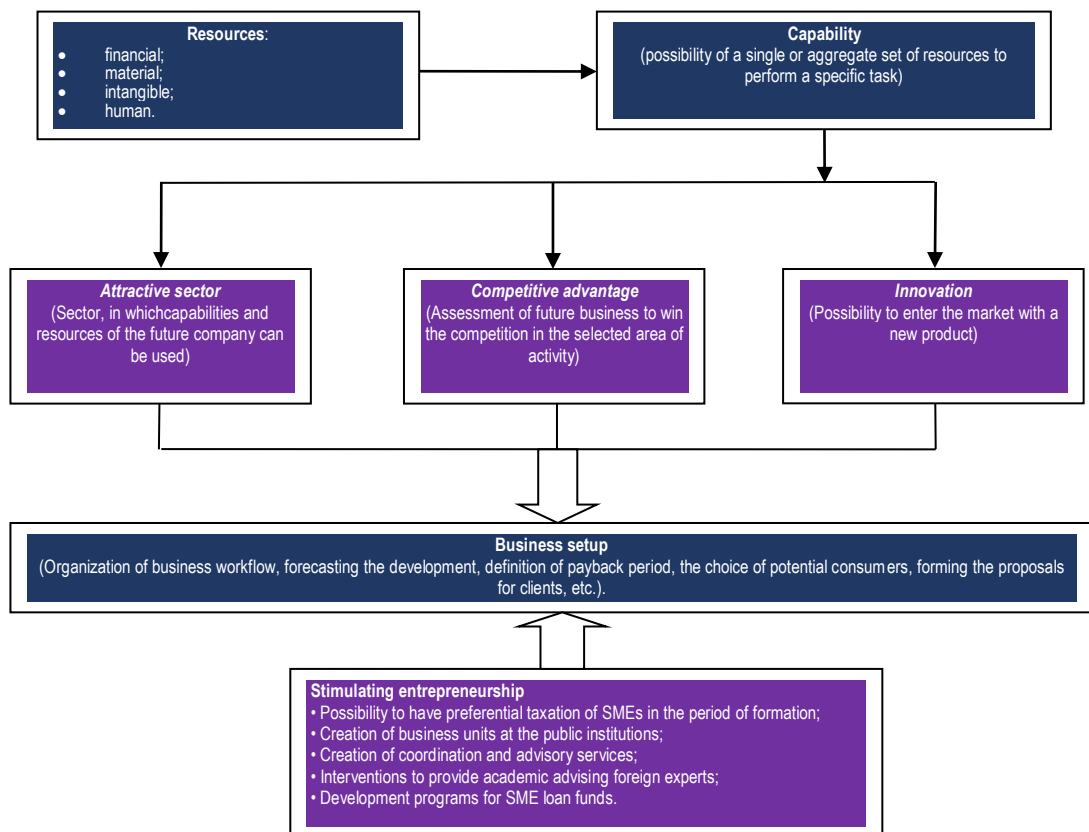 Resources:
• financial;
• material;
• intangible;
• human.
Capability
(possibility of a single or aggregate set of resources to
perform a specific task)
Attractive sector
(Sector, in whichcapabilities and
resources of the future company can
be used)
Competitive advantage
(Assessment of future business to win
the competition in the selected area of
activity)
Innovation
(Possibility to enter the market with a
new product)
Business setup
(Organization of business workflow, forecasting the development, definition of payback period, the choice of potential consumers, forming the proposals
for clients, etc.).
Stimulating entrepreneurship
• Possibility to have preferential taxation of SMEs in the period of formation;
• Creation of business units at the public institutions;
• Creation of coordination and advisory services;
• Interventions to provide academic advising foreign experts;
• Development programs for SME loan funds.